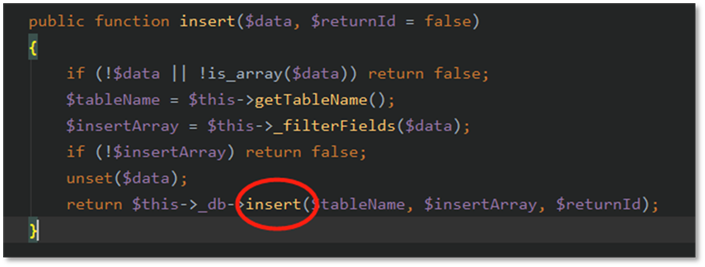 public function insert($data, $returnId = false)
{
if (!$data || !is_array($data)) return false;
$tableName = $this->getTableName();
$insertArray = $this->_filterFields($data);
if (!$insertArray) return false;
unset($data);
return $this->_db->insert($tableName, $insertArray, $returnId);
}